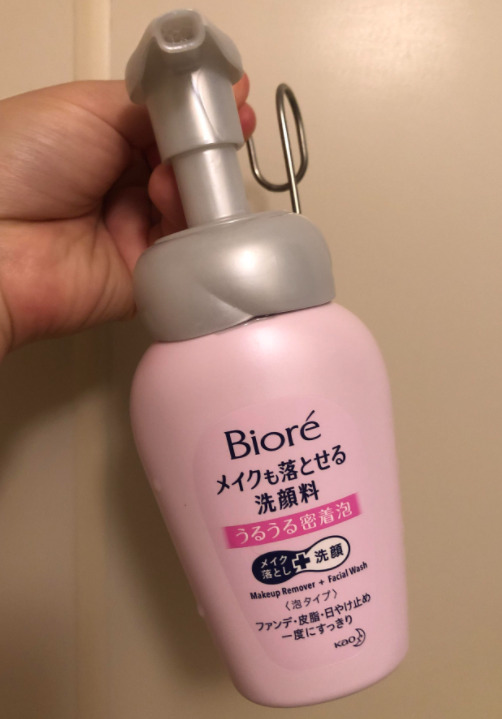 Bioré
メイクも落とせる
洗顔料
うるうる密着泡
メイク
落とし
+
洗顔
Makeup Remover + Facial Wash
〈泡タイプ〉
ファンデ・皮脂・日やけ止め
一度にすっきり
Kao